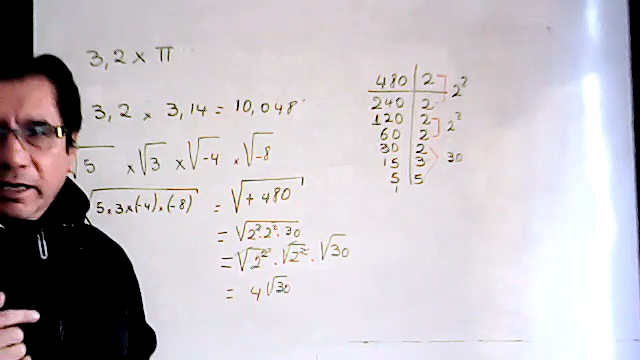 3,2 x π
3,2 x 3,14 = 10,048
√5 x √3 x √-4 x √-8
√5.3x(-4)x(-8) = √+480
= √2².2².30
= √2² . √2² . √30
= 4√30
480 | 2
240 | 2
120 | 2
60 | 2
30 | 2
15 | 3
5 | 5
1
2²
2²
30